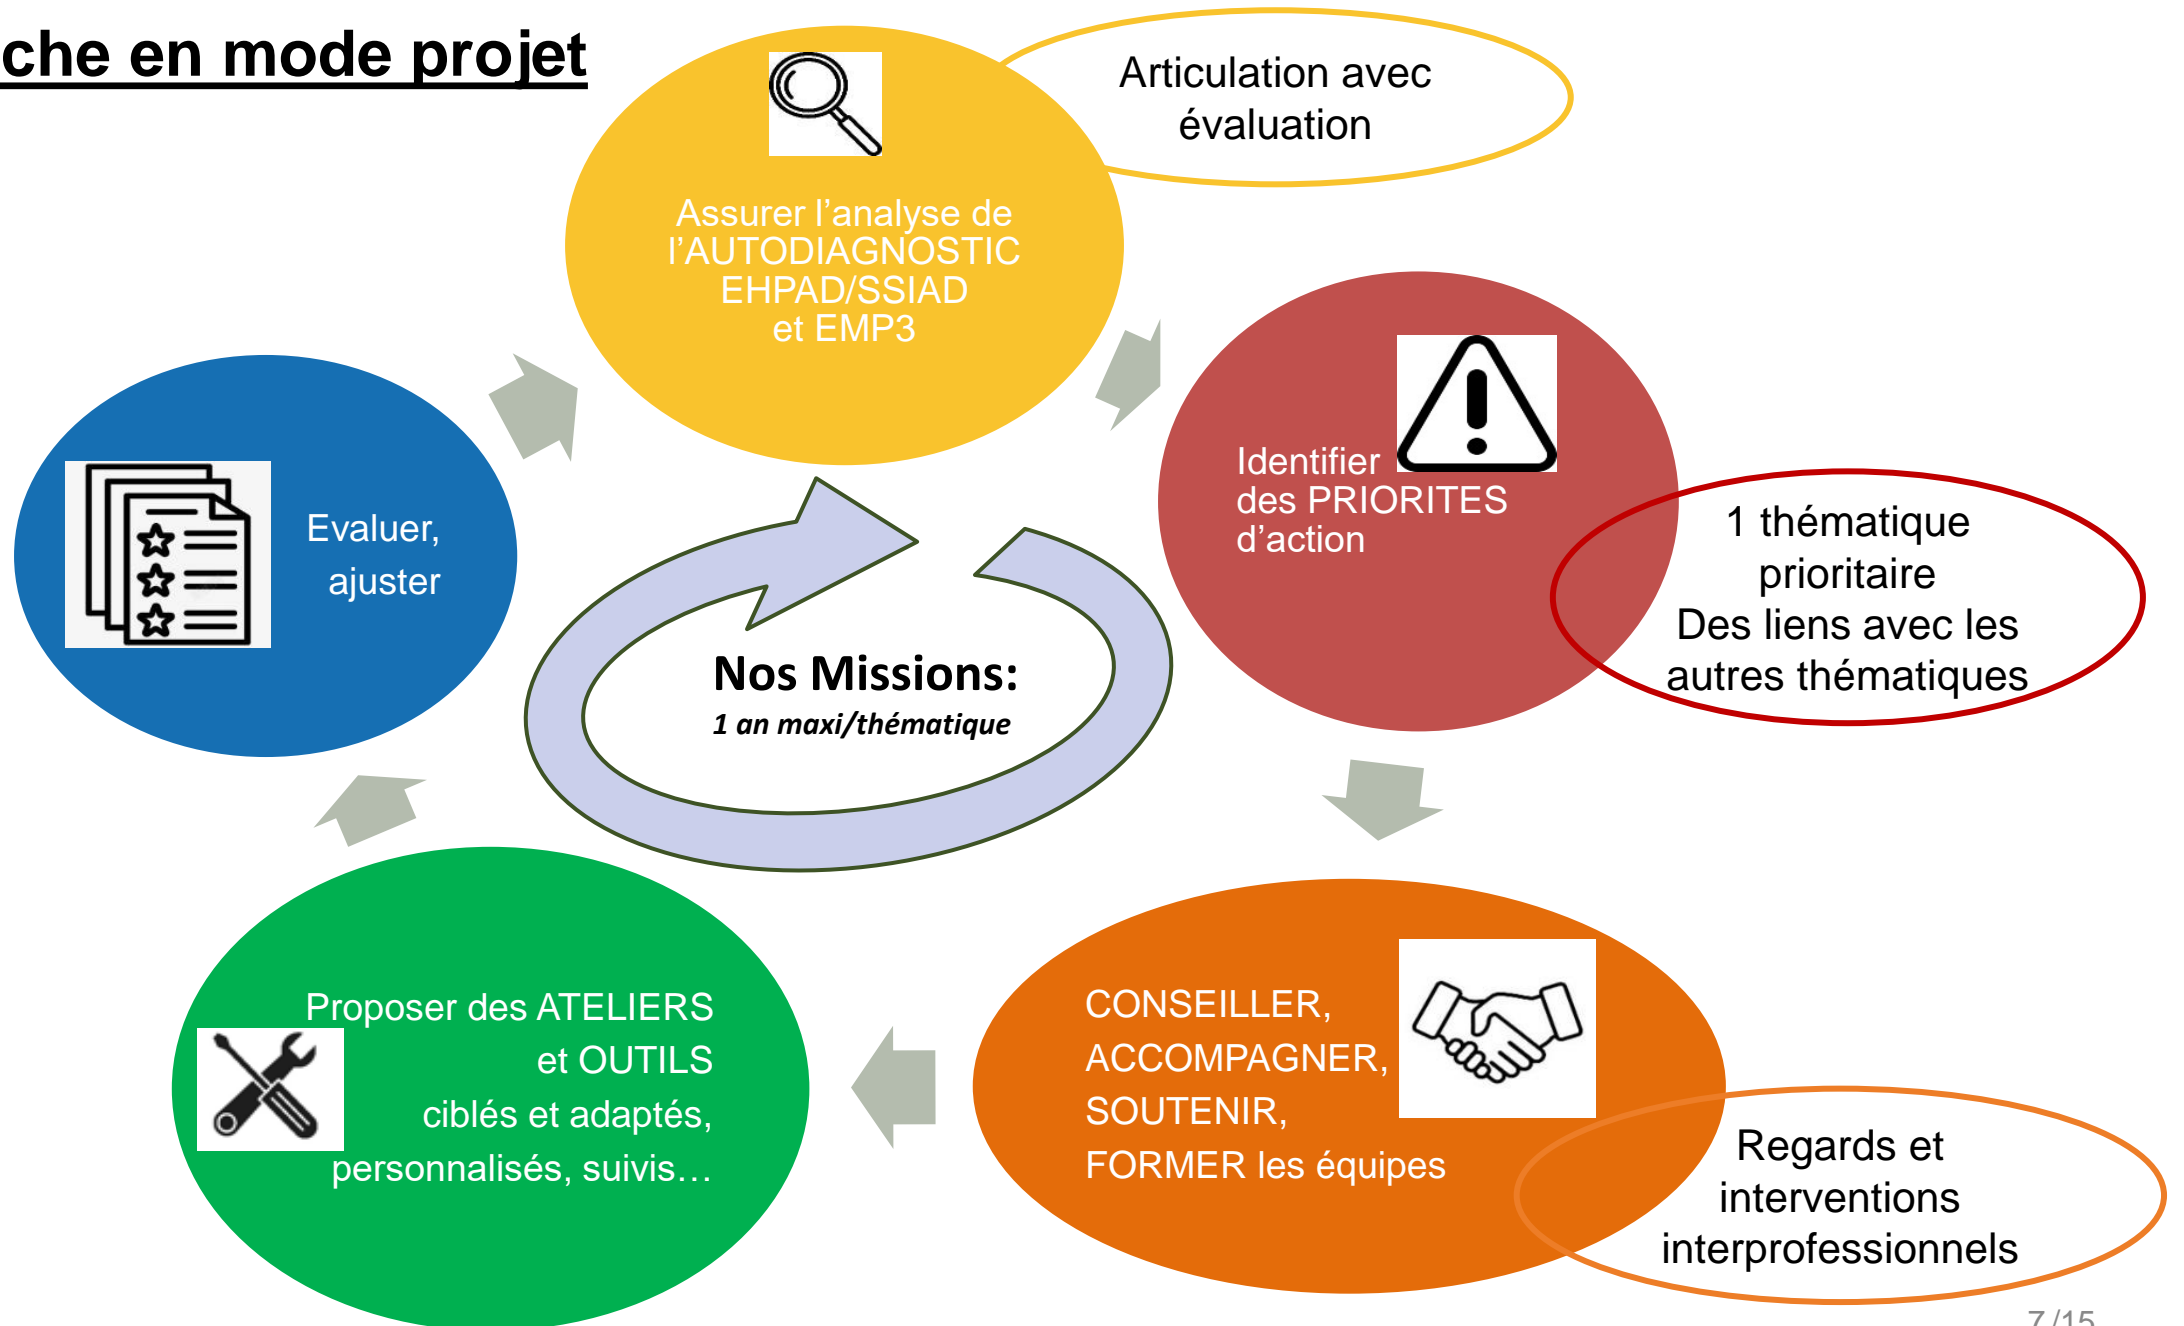 che en mode projet
Articulation avec
évaluation
Assurer l’analyse de
l’AUTODIAGNOSTIC
EHPAD/SSIAD
et EMP3
Identifier
des PRIORITES
d’action
1 thématique
prioritaire
Des liens avec les
autres thématiques
Evaluer,
ajuster
Nos Missions:
1 an maxi/thématique
CONSEILLER,
ACCOMPAGNER,
SOUTENIR,
FORMER les équipes
Regards et
interventions
interprofessionnels
Proposer des ATELIERS
et OUTILS
ciblés et adaptés,
personnalisés, suivis…
7/15